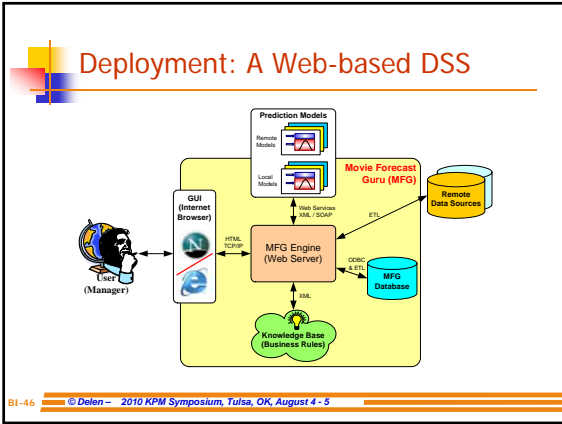 Deployment: A Web-based DSS
Prediction Models
Remote
Models
Local
Models
Movie Forecast
Guru (MFG)
GUI
(Internet
Browser)
Web Services
XML / SOAP
ETL
Remote
Data Sources
HTML
TCP/IP
MFG Engine
(Web Server)
ODBC
& ETL
MFG
Database
User
(Manager)
XML
Knowledge Base
(Business Rules)
BI-46
© Delen – 2010 KPM Symposium, Tulsa, OK, August 4 - 5
N
e